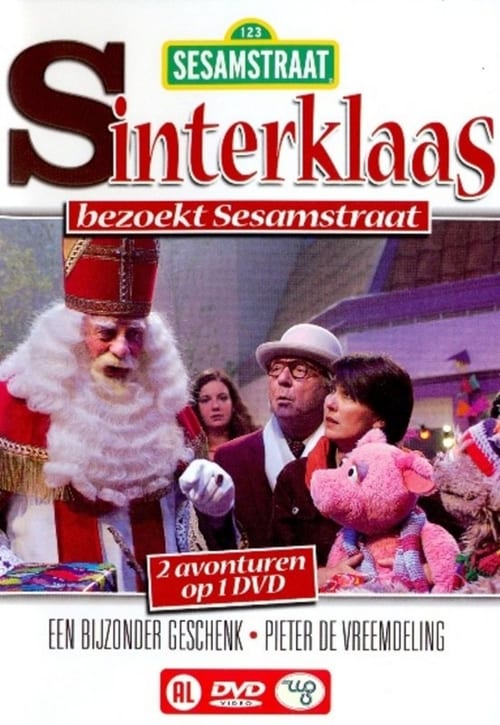 123
SESAMSTRAAT
Sinterklaas
bezoekt Sesamstraat
2 avonturen
op 1 DVD
EEN BIJZONDER GESCHENK • PIETER DE VREEMDELING
AL DVD VIDEO